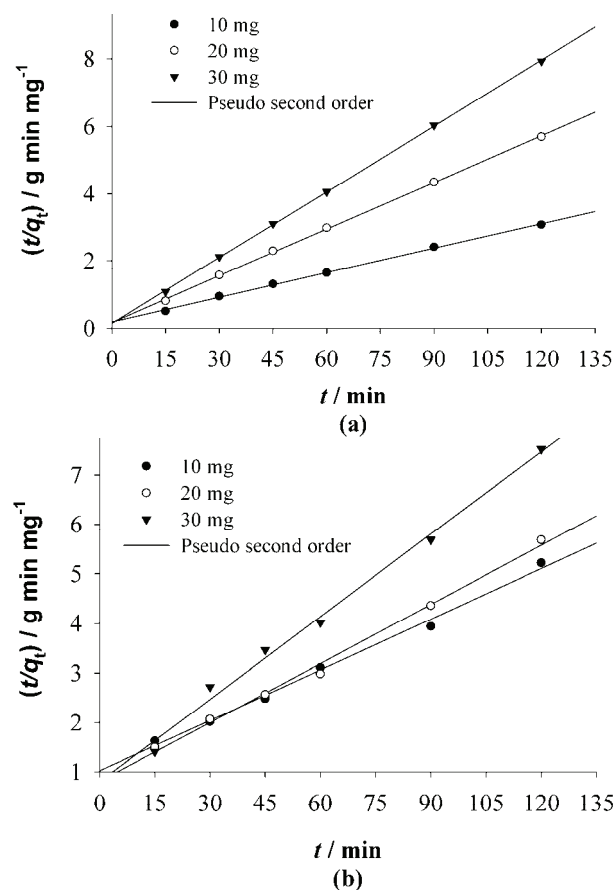 10 mg
20 mg
30 mg
Pseudo second order
(t/qt) / g min mg-1
8
6
4
2
0
0 15 30 45 60 75 90 105 120 135
t / min
(a)
10 mg
20 mg
30 mg
Pseudo second order
(t/qt) / g min mg-1
7
6
5
4
3
2
1
0 15 30 45 60 75 90 105 120 135
t / min
(b)